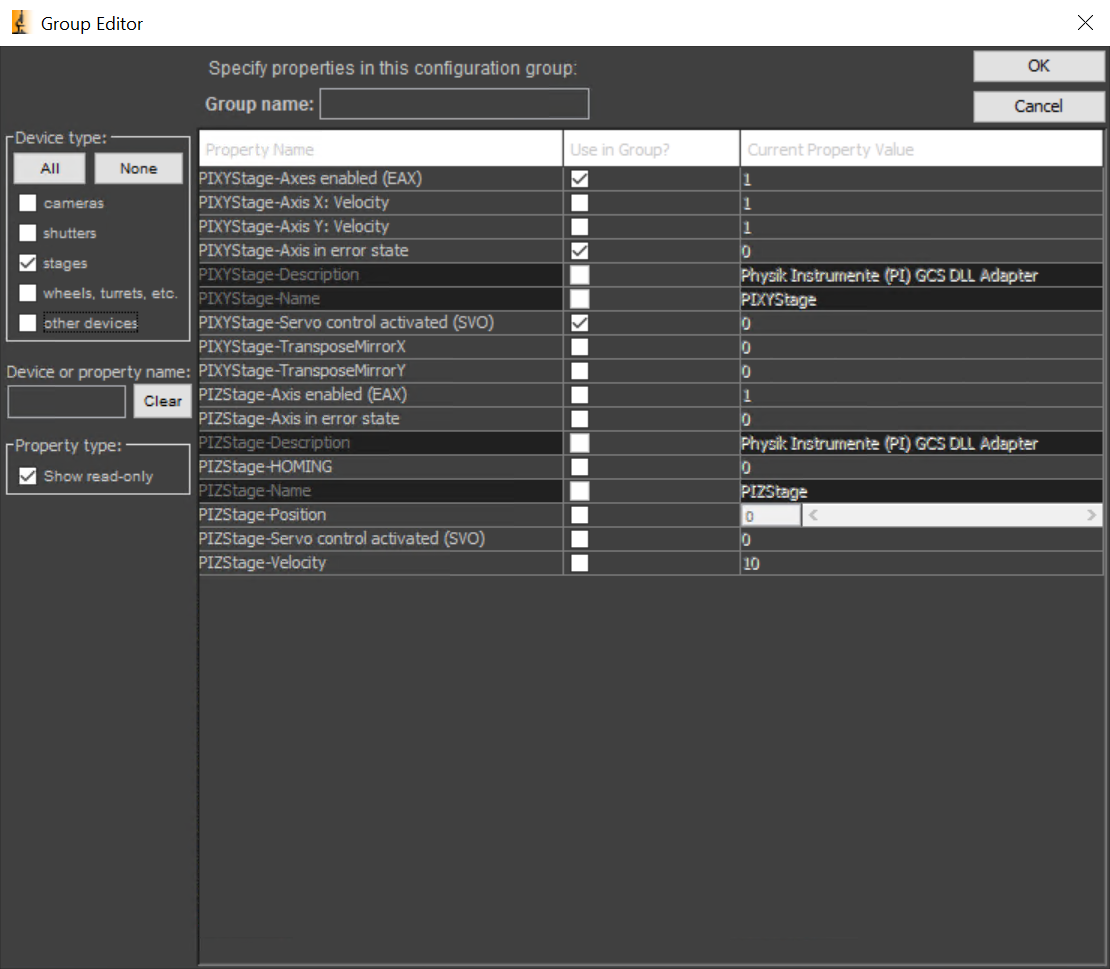 Group Editor
Specify properties in this configuration group:
OK
Group name:
Cancel
Device type:
All None
cameras
shutters
stages
wheels, turrets, etc.
other devices
Device or property name:
Clear
Property type:
Show read-only
Property Name Use in Group? Current Property Value
PIXYStage-Axes enabled (EAX) 1
PIXYStage-Axis X: Velocity 1
PIXYStage-Axis Y: Velocity 1
PIXYStage-Axis in error state 0
PIXYStage-Description Physik Instrumente (PI) GCS DLL Adapter
PIXYStage-Name PIXYStage
PIXYStage-Servo control activated (SVO) 0
PIXYStage-TransposeMirrorX 0
PIXYStage-TransposeMirrorY 0
PIZStage-Axis enabled (EAX) 1
PIZStage-Axis in error state 0
PIZStage-Description Physik Instrumente (PI) GCS DLL Adapter
PIZStage-HOMING 0
PIZStage-Name PIZStage
PIZStage-Position 0
PIZStage-Servo control activated (SVO) 0
PIZStage-Velocity 10